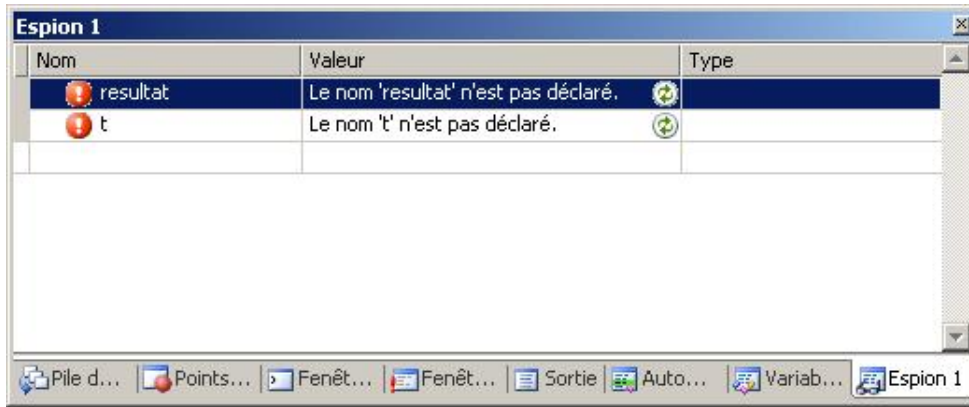 Espion 1
Nom Valeur Type
resultat Le nom 'resultat' n'est pas déclaré.
t Le nom 't' n'est pas déclaré.
Pile d... Points... Fenêt... Fenêt... Sortie Auto... Variab... Espion 1